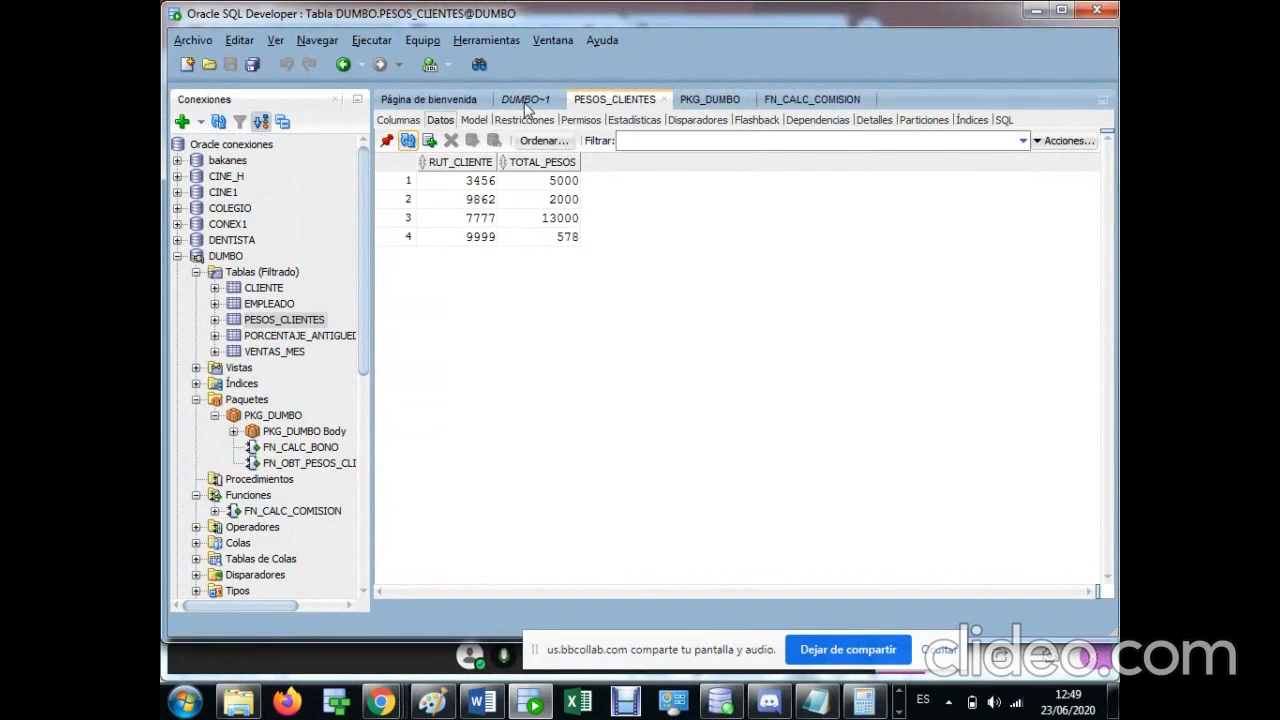 Oracle SQL Developer : Tabla DUMBO.PESOS_CLIENTES@DUMBO
Archivo Editar Ver Navegar Ejecutar Equipo Herramientas Ventana Ayuda
Conexiones
Página de bienvenida DUMBO~1 PESOS_CLIENTES PKG_DUMBO FN_CALC_COMISION
Columnas Datos Model Restricciones Permisos Estadísticas Disparadores Flashback Dependencias Detalles Particiones Índices SQL
Ordenar... Filtrar: Acciones...
RUT_CLIENTE TOTAL_PESOS
1 3456 5000
2 9862 2000
3 7777 13000
4 9999 578
Oracle conexiones
bakanes
CINE_H
CINE1
COLEGIO
CONEX1
DENTISTA
DUMBO
Tablas (Filtrado)
CLIENTE
EMPLEADO
PESOS_CLIENTES
PORCENTAJE_ANTIGUED
VENTAS_MES
Vistas
Índices
Paquetes
PKG_DUMBO
PKG_DUMBO Body
FN_CALC_BONO
FN_OBT_PESOS_CLI
Procedimientos
Funciones
FN_CALC_COMISION
Operadores
Colas
Tablas de Colas
Disparadores
Tipos
us.bbcollab.com comparte tu pantalla y audio. Dejar de compartir Ocultar
clideo.com
ES 12:49
23/06/2020